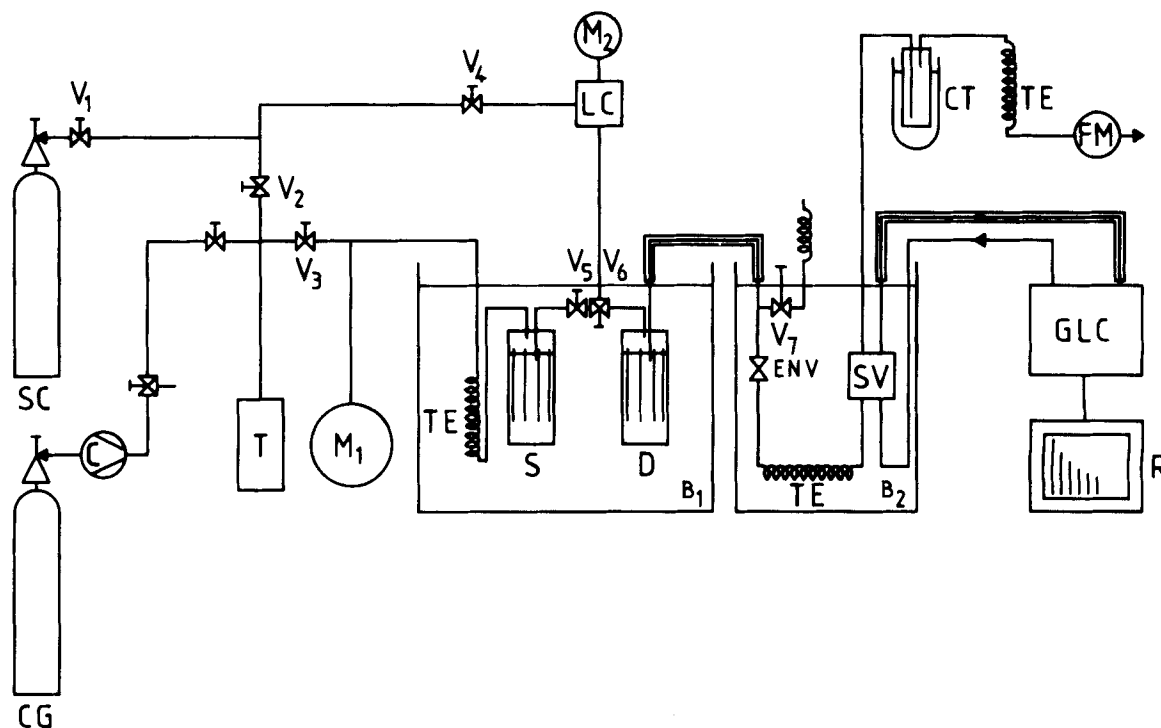 M₂
V₄
LC
V₁
CT
TE
FM
V₂
V₃
V₅
V₆
V₇
ENV
SV
GLC
SC
C
T
M₁
TE
S
D
B₁
TE
B₂
R
CG